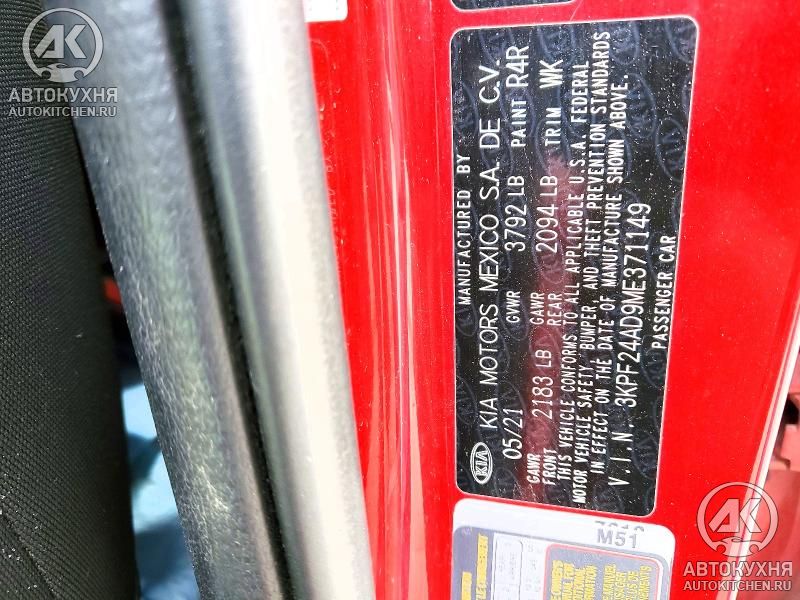 АВТОКУХНЯ
AUTOKITCHEN.RU
MANUFACTURED BY
KIA KIA MOTORS MEXICO S.A. DE C.V.
05/21 GVWR 3792 LB PAINT R4R
GAWR FRONT 2183 LB GAWR REAR 2094 LB TRIM WK
THIS VEHICLE CONFORMS TO ALL APPLICABLE U.S.A. FEDERAL
MOTOR VEHICLE SAFETY, BUMPER, AND THEFT PREVENTION STANDARDS
IN EFFECT ON THE DATE OF MANUFACTURE SHOWN ABOVE.
V.I.N. : 3KPF24AD9ME371149
PASSENGER CAR
M51
АВТОКУХНЯ
AUTOKITCHEN.RU